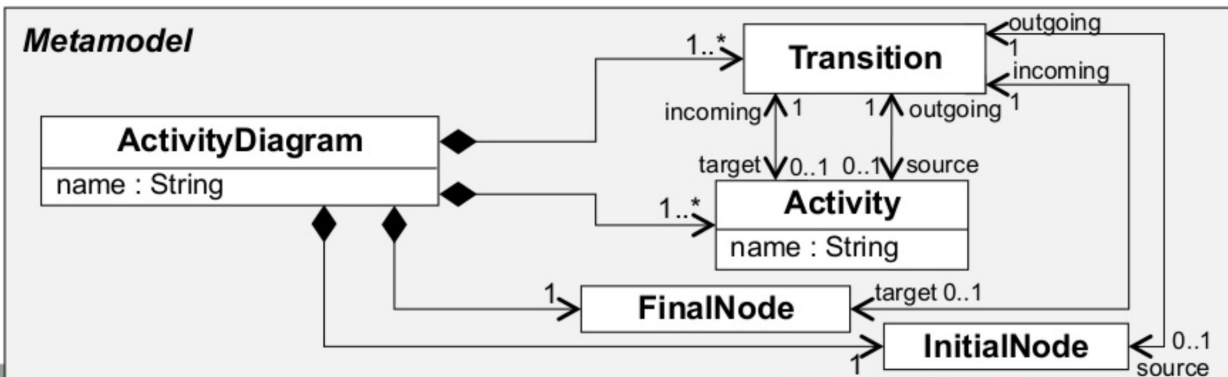 Metamodel
outgoing
1
1..*
Transition
incoming
1
incoming
1
1
outgoing
ActivityDiagram
name : String
target
0..1
0..1
source
Activity
name : String
1..*
1
FinalNode
target 0..1
InitialNode
1
0..1
source